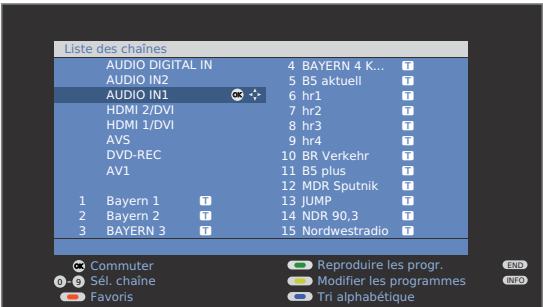 Liste des chaînes
AUDIO DIGITAL IN
AUDIO IN2
AUDIO IN1 OK
HDMI 2/DVI
HDMI 1/DVI
AVS
DVD-REC
AV1
1 Bayern 1 T
2 Bayern 2 T
3 BAYERN 3 T
4 BAYERN 4 K... T
5 B5 aktuell T
6 hr1 T
7 hr2 T
8 hr3 T
9 hr4 T
10 BR Verkehr T
11 B5 plus T
12 MDR Sputnik T
13 JUMP T
14 NDR 90,3 T
15 Nordwestradio T
OK Commuter
0-9 Sél. chaîne
Favoris
Reproduire les progr.
Modifier les programmes
Tri alphabétique
END
INFO